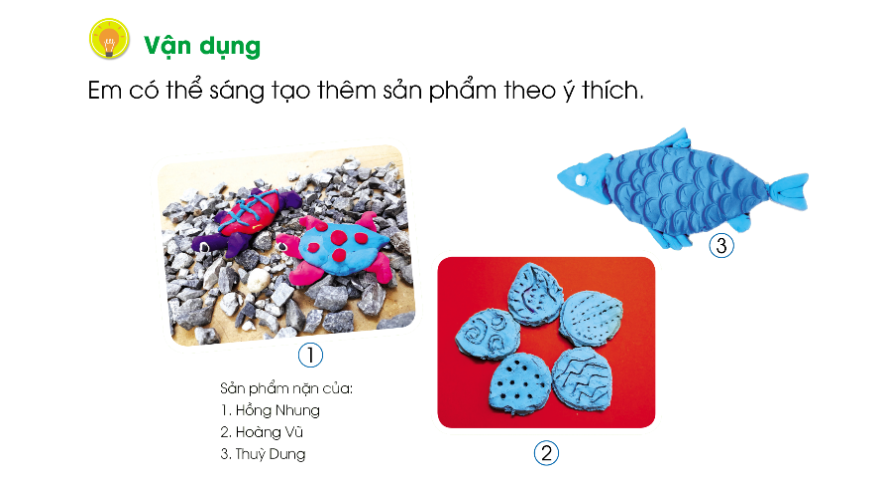 Vận dụng
Em có thể sáng tạo thêm sản phẩm theo ý thích.
3
1
Sản phẩm nặn của:
1. Hồng Nhung
2. Hoàng Vũ
3. Thuỳ Dung
2